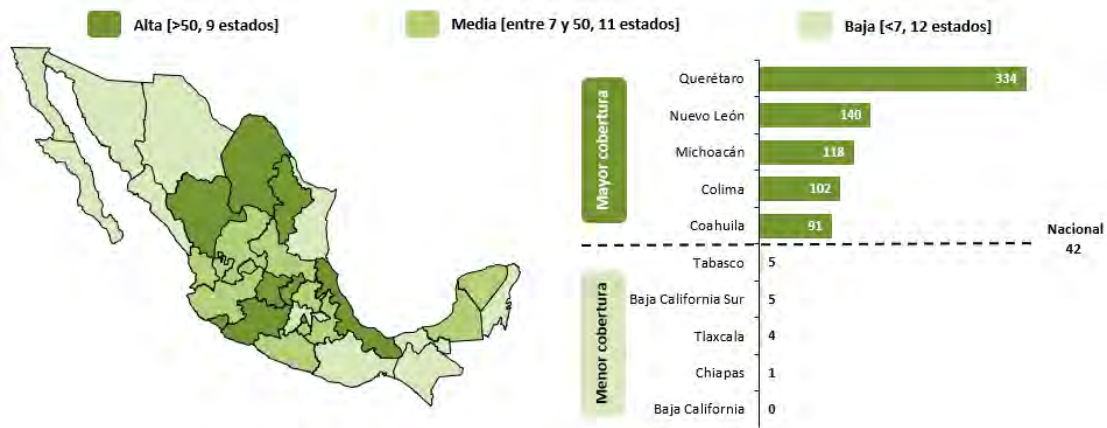 Alta [>50, 9 estados]
Media [entre 7 y 50, 11 estados]
Baja [<7, 12 estados]
Mayor cobertura
Querétaro 334
Nuevo León 140
Michoacán 118
Colima 102
Coahuila 91
Nacional
42
Menor cobertura
Tabasco 5
Baja California Sur 5
Tlaxcala 4
Chiapas 1
Baja California 0